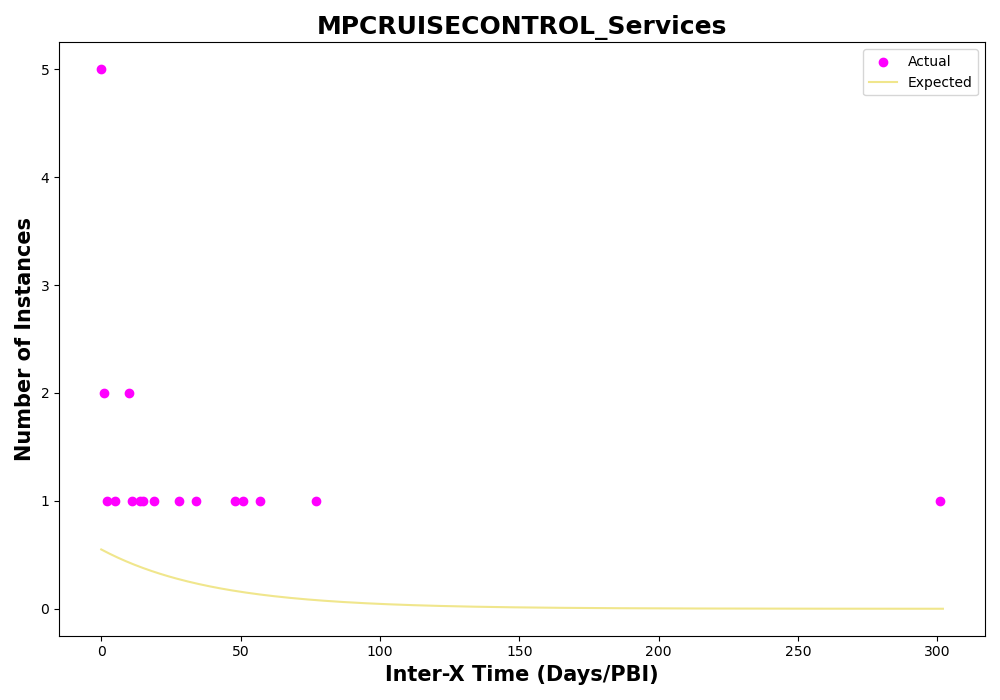 MPCRUISECONTROL_Services
Actual
Expected
5
4
3
2
1
0
Number of Instances
0 50 100 150 200 250 300
Inter-X Time (Days/PBI)